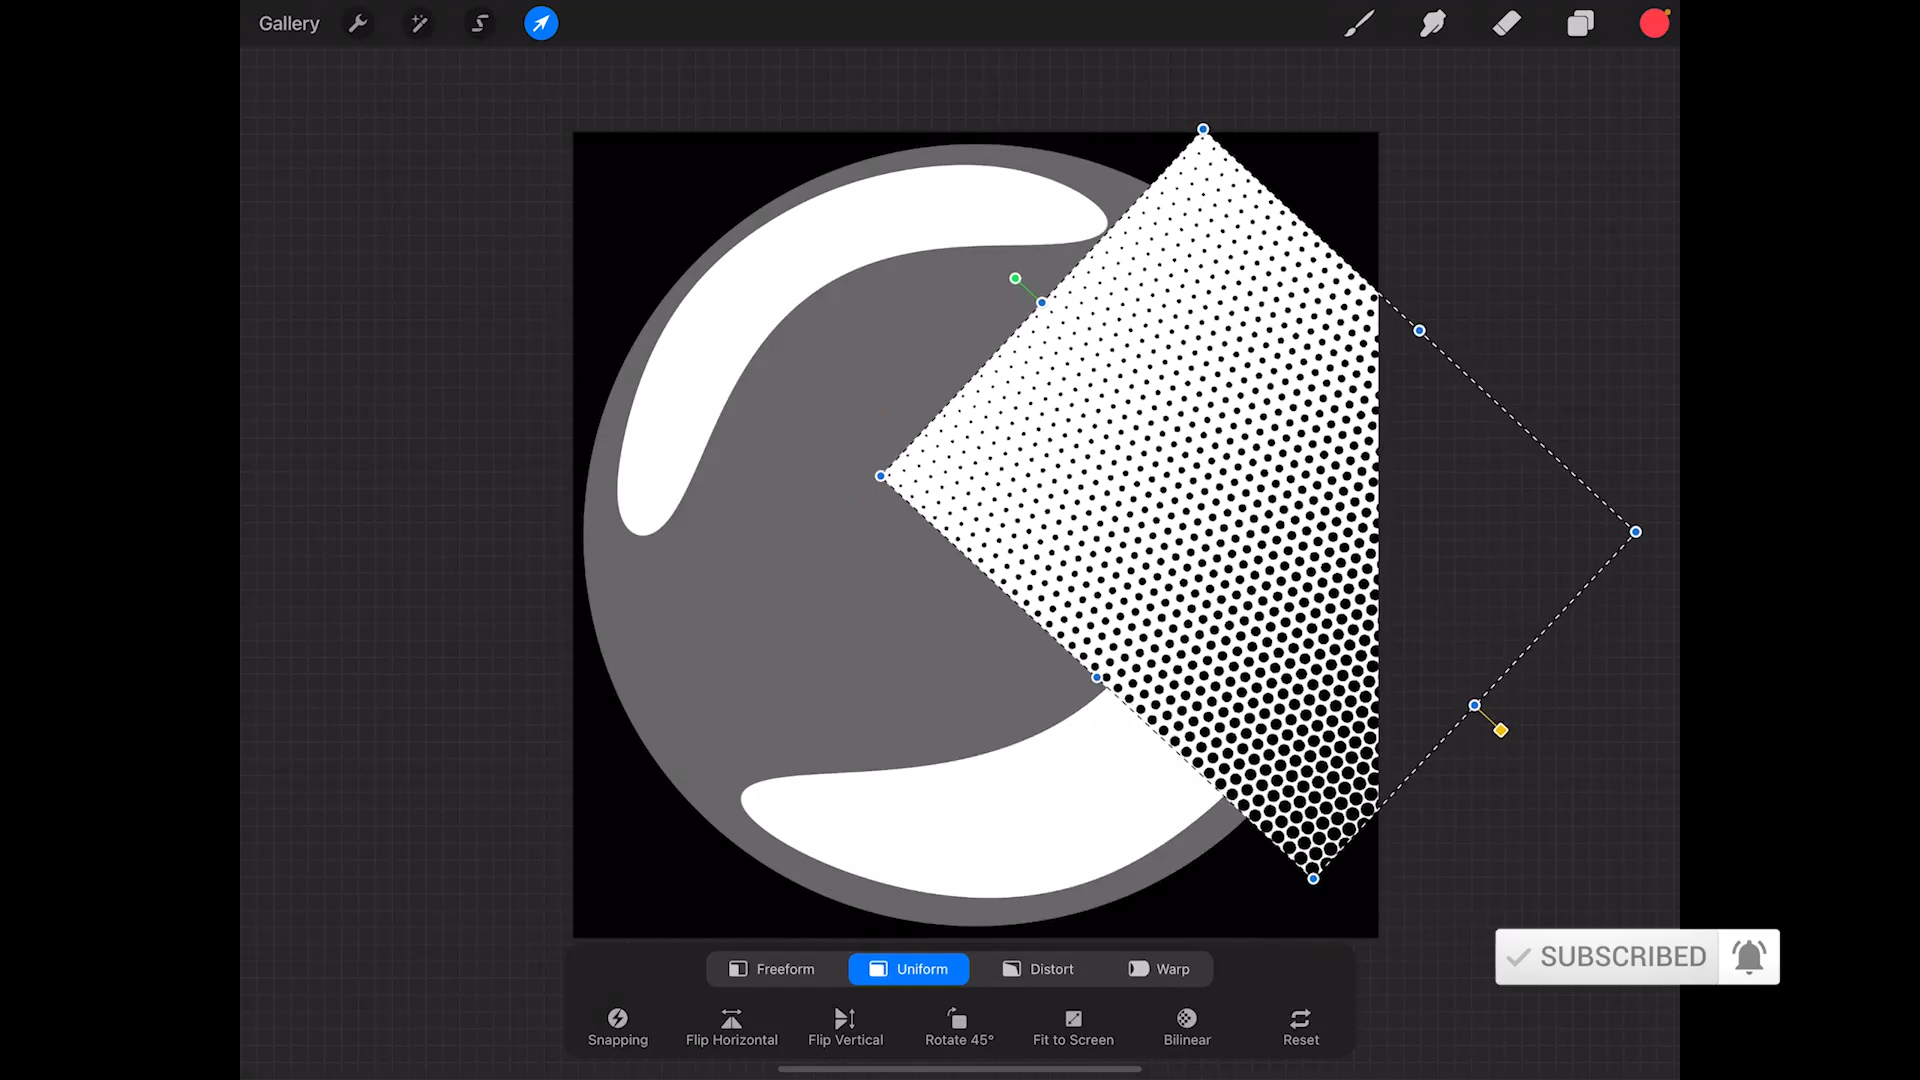 Gallery
Freeform Uniform Distort Warp
Snapping Flip Horizontal Flip Vertical Rotate 45° Fit to Screen Bilinear Reset
SUBSCRIBED